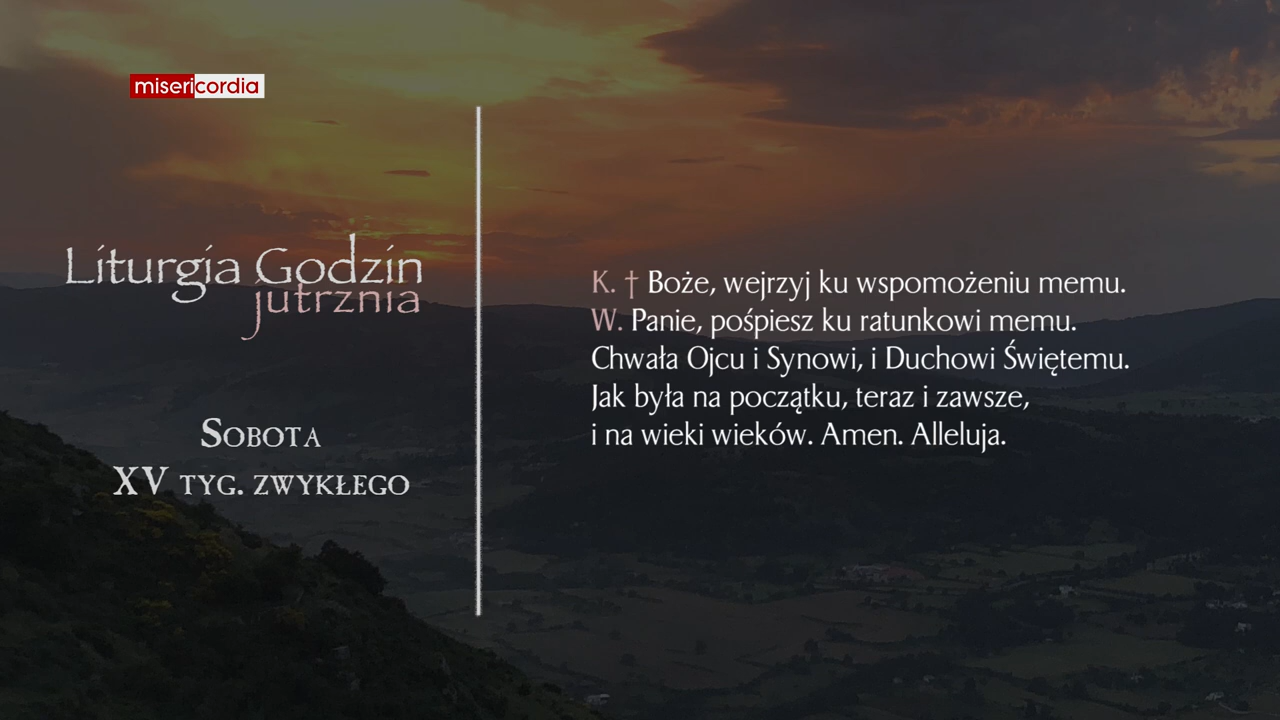 misericordia
Liturgia Godzin
jutrznia
Sobota
XV tyg. zwykłego
K. † Boże, wejrzyj ku wspomożeniu memu.
W. Panie, pośpiesz ku ratunkowi memu.
Chwała Ojcu i Synowi, i Duchowi Świętemu.
Jak była na początku, teraz i zawsze,
i na wieki wieków. Amen. Alleluja.